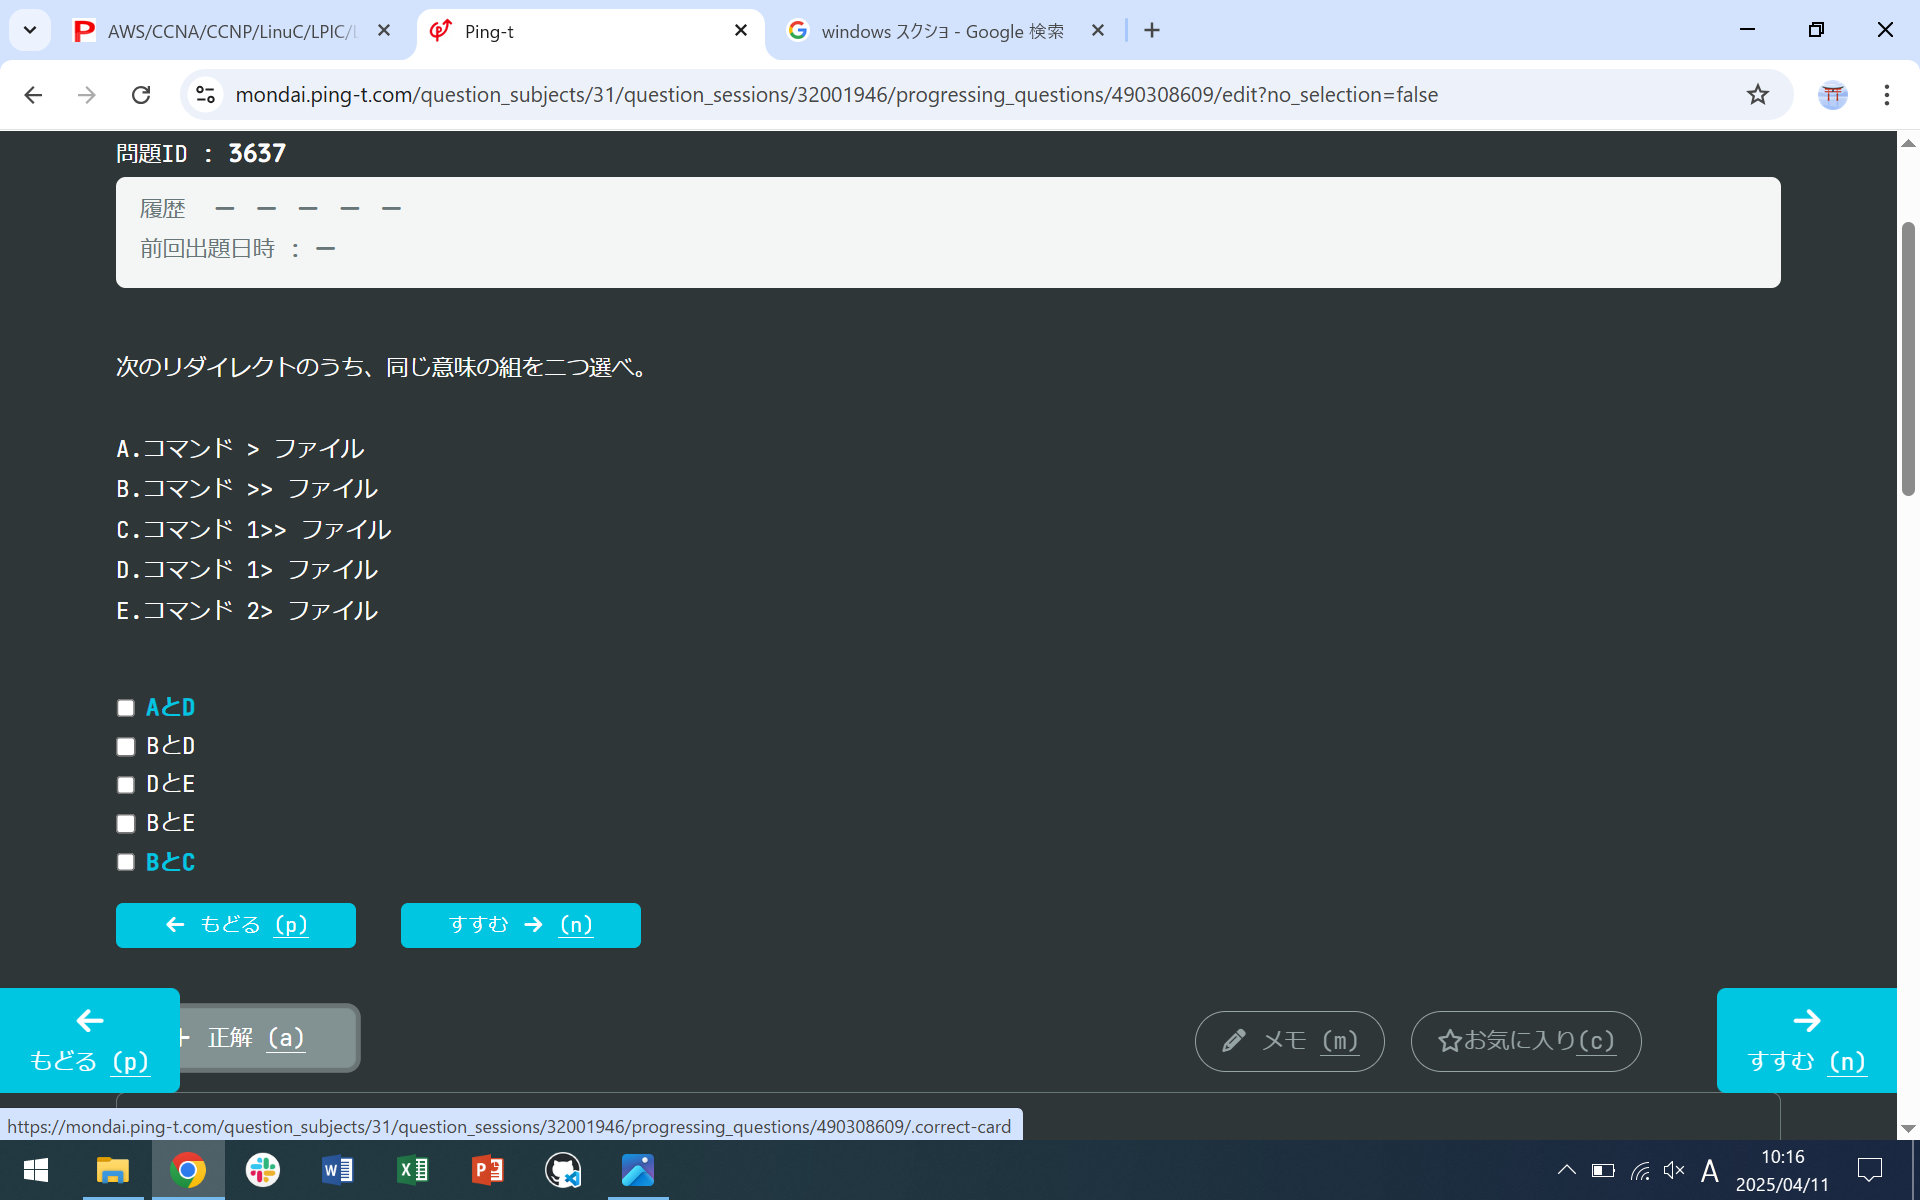 AWS/CCNA/CCNP/LinuC/LPIC/
Ping-t
windows スクショ - Google 検索
mondai.ping-t.com/question_subjects/31/question_sessions/32001946/progressing_questions/490308609/edit?no_selection=false
問題ID : 3637
履歴 ー ー ー ー ー
前回出題日時 : ー
次のリダイレクトのうち、同じ意味の組を二つ選べ。
A.コマンド > ファイル
B.コマンド >> ファイル
C.コマンド 1>> ファイル
D.コマンド 1> ファイル
E.コマンド 2> ファイル
AとD
BとD
DとE
BとE
BとC
← もどる (p)
すすむ → (n)
←
もどる (p)
正解 (a)
メモ (m)
☆お気に入り(c)
→
すすむ (n)
https://mondai.ping-t.com/question_subjects/31/question_sessions/32001946/progressing_questions/490308609/.correct-card
A
10:16
2025/04/11